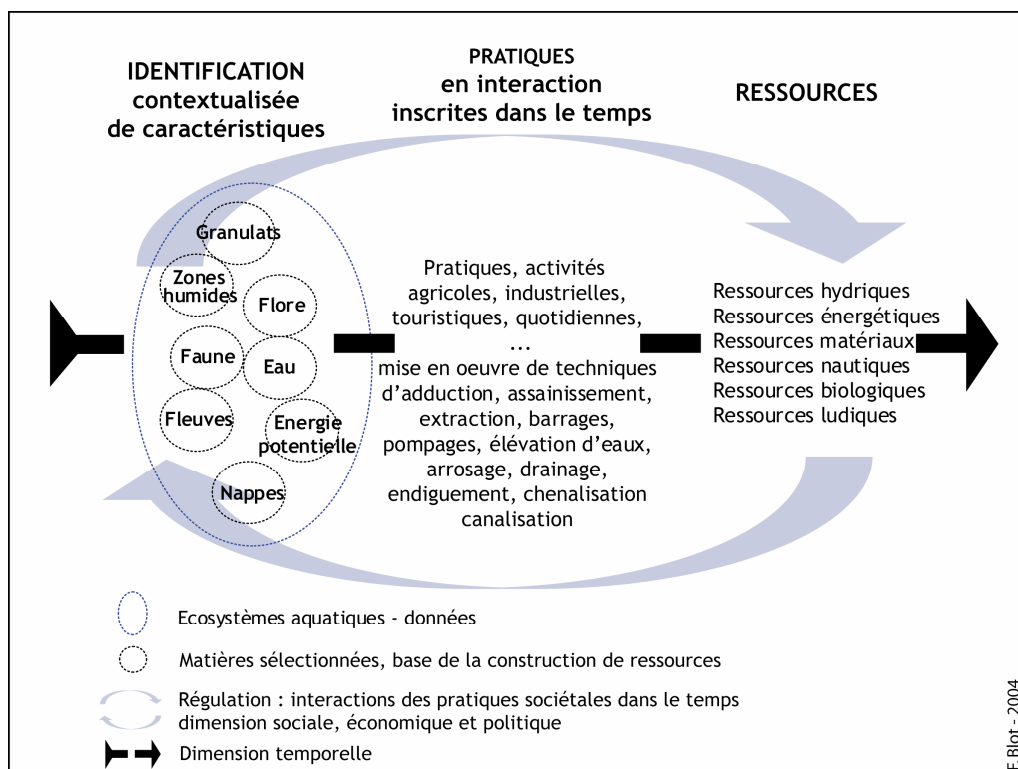 IDENTIFICATION
contextualisée
de caractéristiques
PRATIQUES
en interaction
inscrites dans le temps
RESSOURCES
Granulats
Zones
humides
Flore
Faune
Eau
Fleuves
Energie
potentielle
Nappes
Pratiques, activités
agricoles, industrielles,
touristiques, quotidiennes,
...
mise en oeuvre de techniques
d'adduction, assainissement,
extraction, barrages,
pompages, élévation d'eaux,
arrosage, drainage,
endiguement, chenalisation
canalisation
Ressources hydriques
Ressources énergétiques
Ressources matériaux
Ressources nautiques
Ressources biologiques
Ressources ludiques
Ecosystèmes aquatiques - données
Matières sélectionnées, base de la construction de ressources
Régulation : interactions des pratiques sociétales dans le temps
dimension sociale, économique et politique
Dimension temporelle
F. Blot - 2004